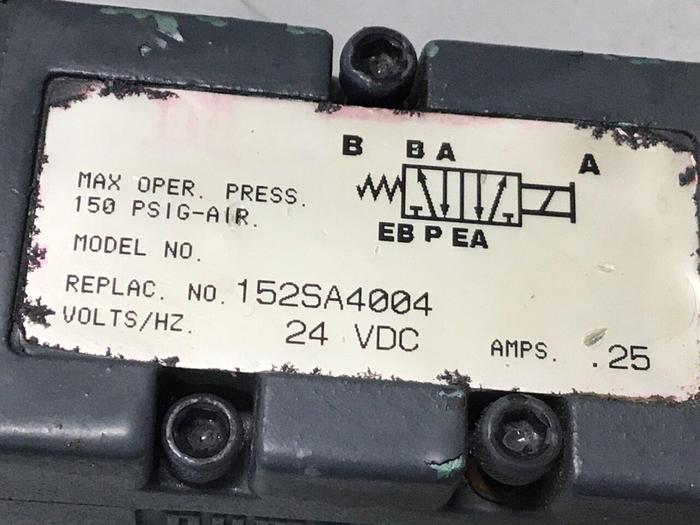 B B A A
EB P EA
MAX OPER. PRESS.
150 PSIG-AIR.
MODEL NO.
REPLAC. NO. 152SA4004
VOLTS/HZ. 24 VDC AMPS. .25